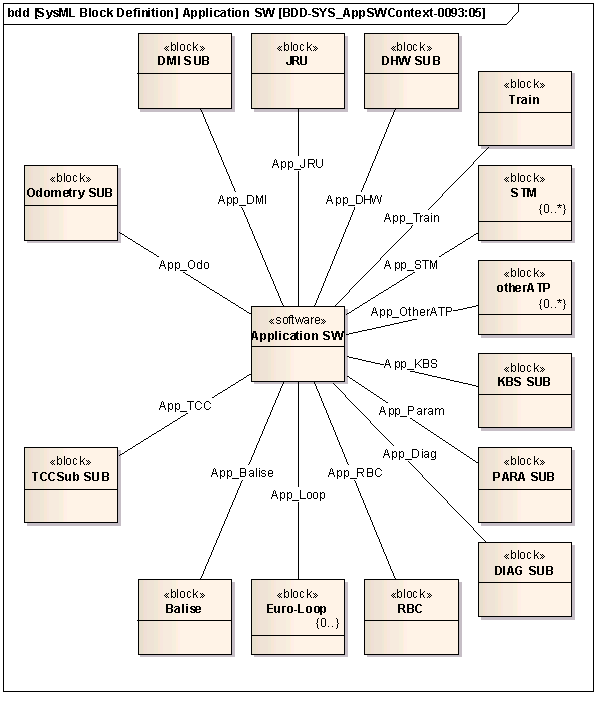 bdd [SysML Block Definition] Application SW [BDD-SYS_AppSWContext-0093:05]
«block»
DMI SUB
«block»
JRU
«block»
DHW SUB
«block»
Train
«block»
Odometry SUB
«block»
STM
{0..*}
App_JRU
App_DMI
App_DHW
App_Train
App_Odo
App_STM
«block»
otherATP
{0..*}
App_OtherATP
«software»
Application SW
App_KBS
«block»
KBS SUB
App_TCC
App_Param
«block»
TCCSub SUB
App_Diag
«block»
PARA SUB
App_Balise
App_RBC
App_Loop
«block»
DIAG SUB
«block»
Balise
«block»
Euro-Loop
{0..}
«block»
RBC